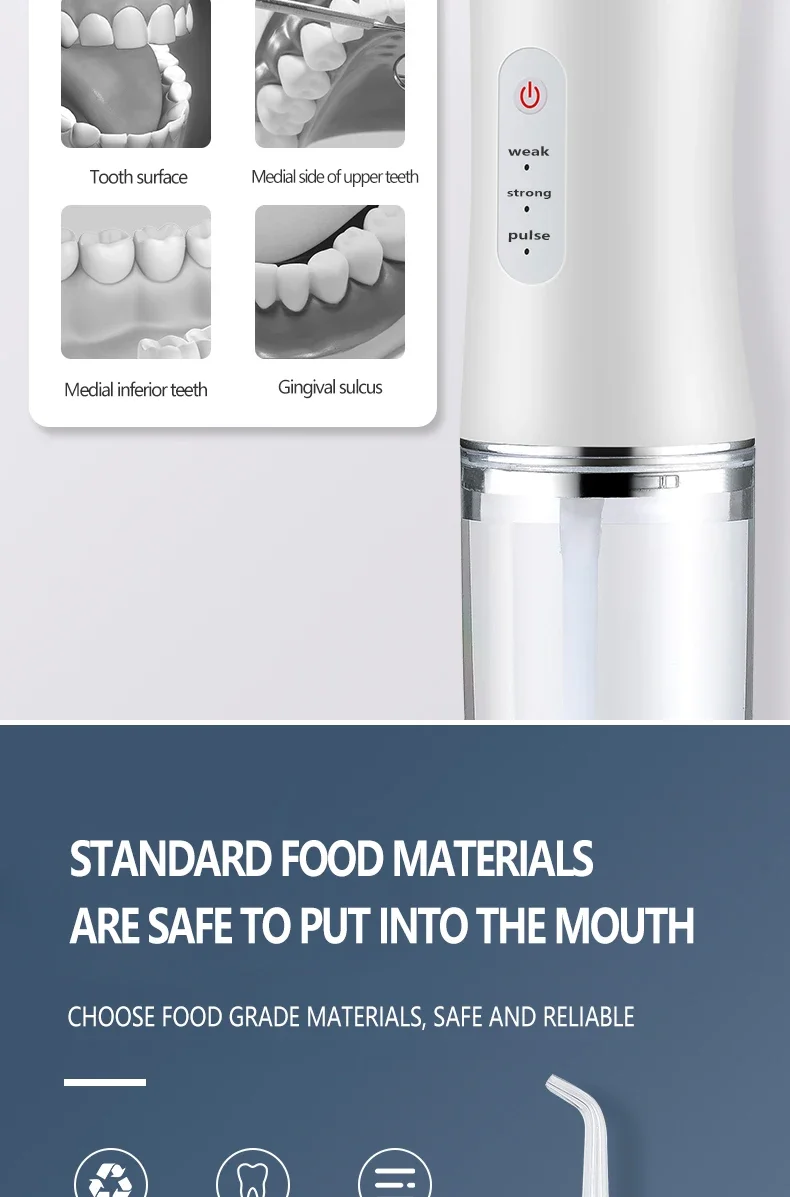 Tooth surface
Medial side of upper teeth
Medial inferior teeth
Gingival sulcus
weak
strong
pulse
STANDARD FOOD MATERIALS
ARE SAFE TO PUT INTO THE MOUTH
CHOOSE FOOD GRADE MATERIALS, SAFE AND RELIABLE